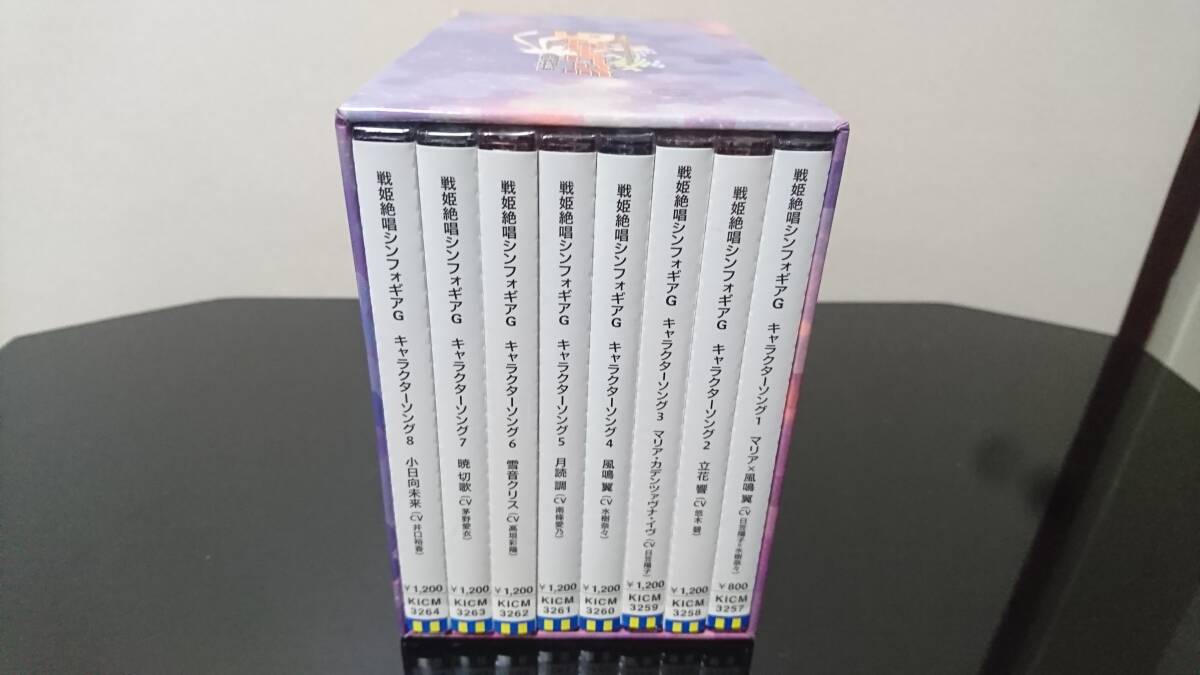 戦姫絶唱シンフォギアG キャラクターソング8 小日向未来(CV 井口裕香)
¥1,200
KICM
3264
戦姫絶唱シンフォギアG キャラクターソング7 暁 切歌(CV 茅野愛衣)
¥1,200
KICM
3263
戦姫絶唱シンフォギアG キャラクターソング6 雪音クリス(CV 高垣彩陽)
¥1,200
KICM
3262
戦姫絶唱シンフォギアG キャラクターソング5 月読 調(CV 南條愛乃)
¥1,200
KICM
3261
戦姫絶唱シンフォギアG キャラクターソング4 風鳴 翼(CV 水樹奈々)
¥1,200
KICM
3260
戦姫絶唱シンフォギアG キャラクターソング3 マリア・カデンツァヴナ・イヴ(CV 日笠陽子)
¥1,200
KICM
3259
戦姫絶唱シンフォギアG キャラクターソング2 立花 響(CV 悠木 碧)
¥1,200
KICM
3258
戦姫絶唱シンフォギアG キャラクターソング1 マリア×風鳴 翼(CV 日笠陽子×水樹奈々)
¥800
KICM
3257